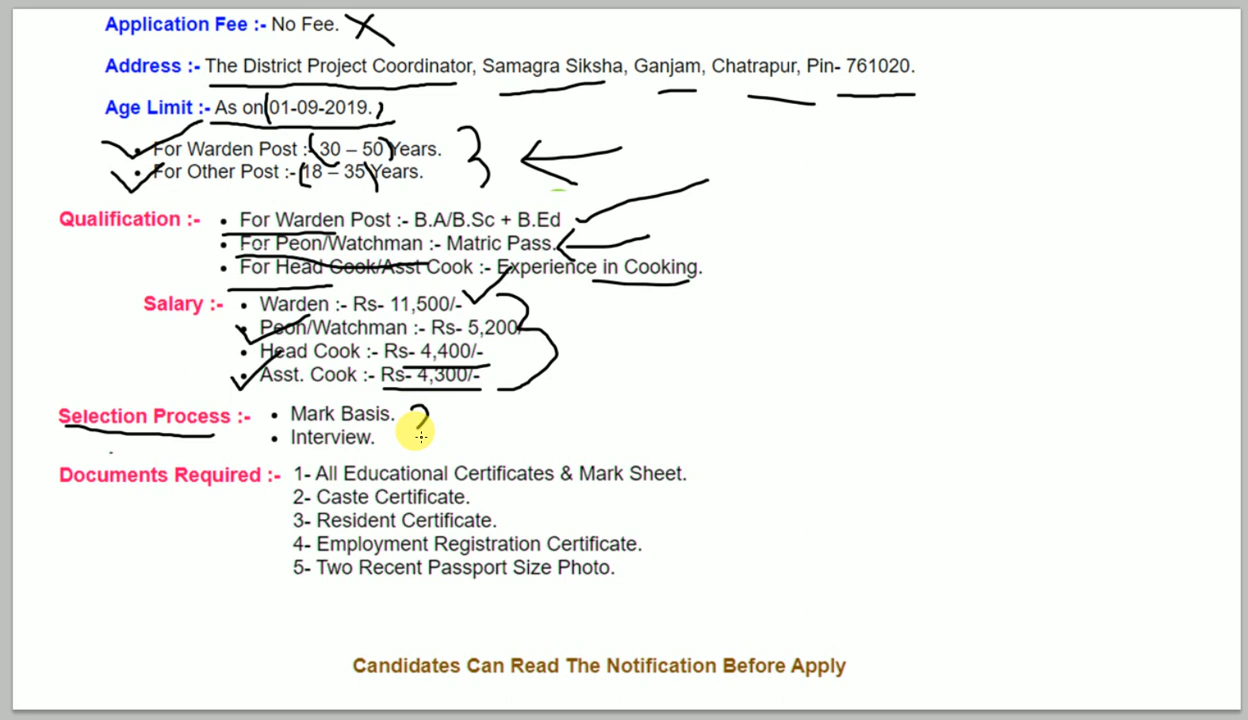 Application Fee :- No Fee.
Address :- The District Project Coordinator, Samagra Siksha, Ganjam, Chatrapur, Pin- 761020.
Age Limit :- As on 01-09-2019.
• For Warden Post :- 30 – 50 Years.
• For Other Post :- 18 – 35 Years.
Qualification :- • For Warden Post :- B.A/B.Sc + B.Ed
• For Peon/Watchman :- Matric Pass.
• For Head Cook/Asst Cook :- Experience in Cooking.
Salary :- • Warden :- Rs- 11,500/-
• Peon/Watchman :- Rs- 5,200/-
• Head Cook :- Rs- 4,400/-
• Asst. Cook :- Rs- 4,300/-
Selection Process :- • Mark Basis.
• Interview.
Documents Required :- 1- All Educational Certificates & Mark Sheet.
2- Caste Certificate.
3- Resident Certificate.
4- Employment Registration Certificate.
5- Two Recent Passport Size Photo.
Candidates Can Read The Notification Before Apply